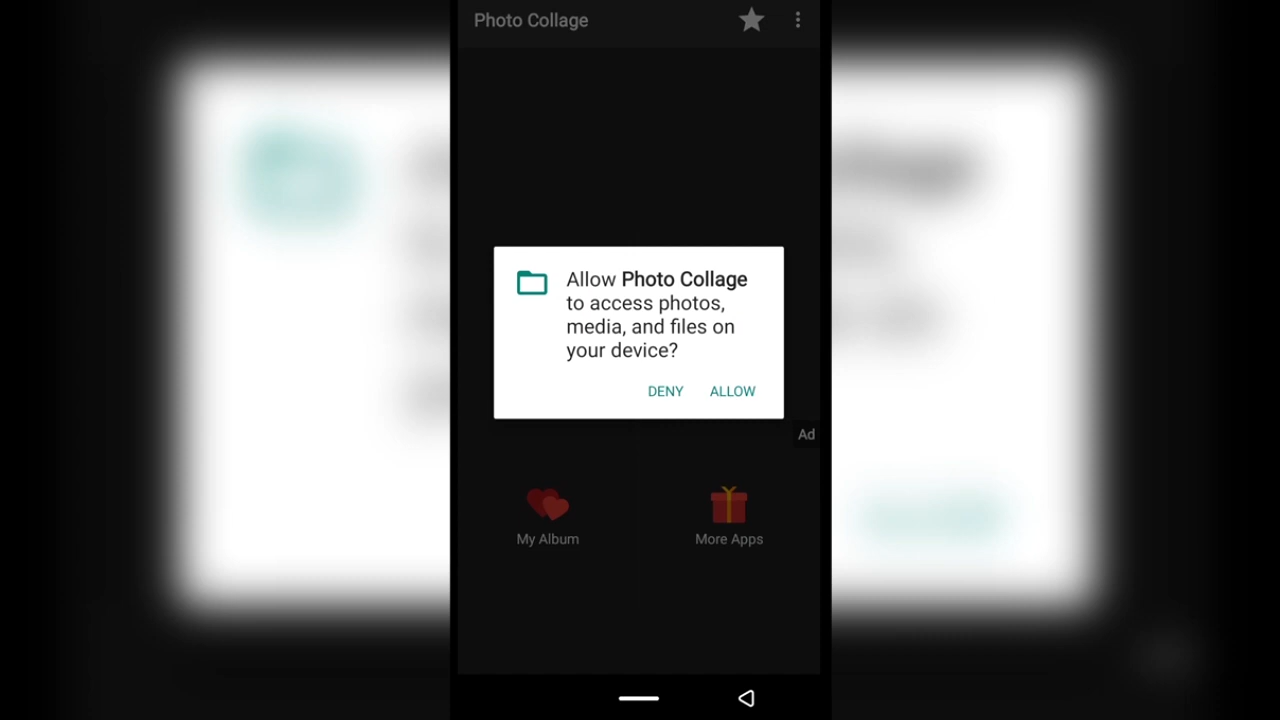 Photo Collage
Allow Photo Collage
to access photos,
media, and files on
your device?
DENY ALLOW
Ad
My Album More Apps